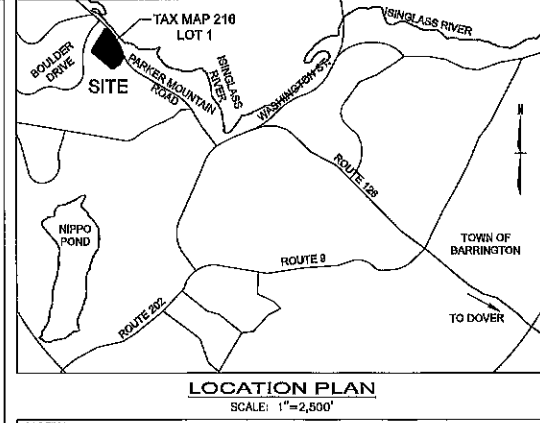 TAX MAP 216
LOT 1
ISINGLASS RIVER
BOULDER
DRIVE
SITE
PARKER MOUNTAIN
ROAD
ISINGLASS
RIVER
WASHINGTON ST.
N
ROUTE 126
NIPPO
POND
TOWN OF
BARRINGTON
ROUTE 9
TO DOVER
ROUTE 202
LOCATION PLAN
SCALE: 1"=2,500'